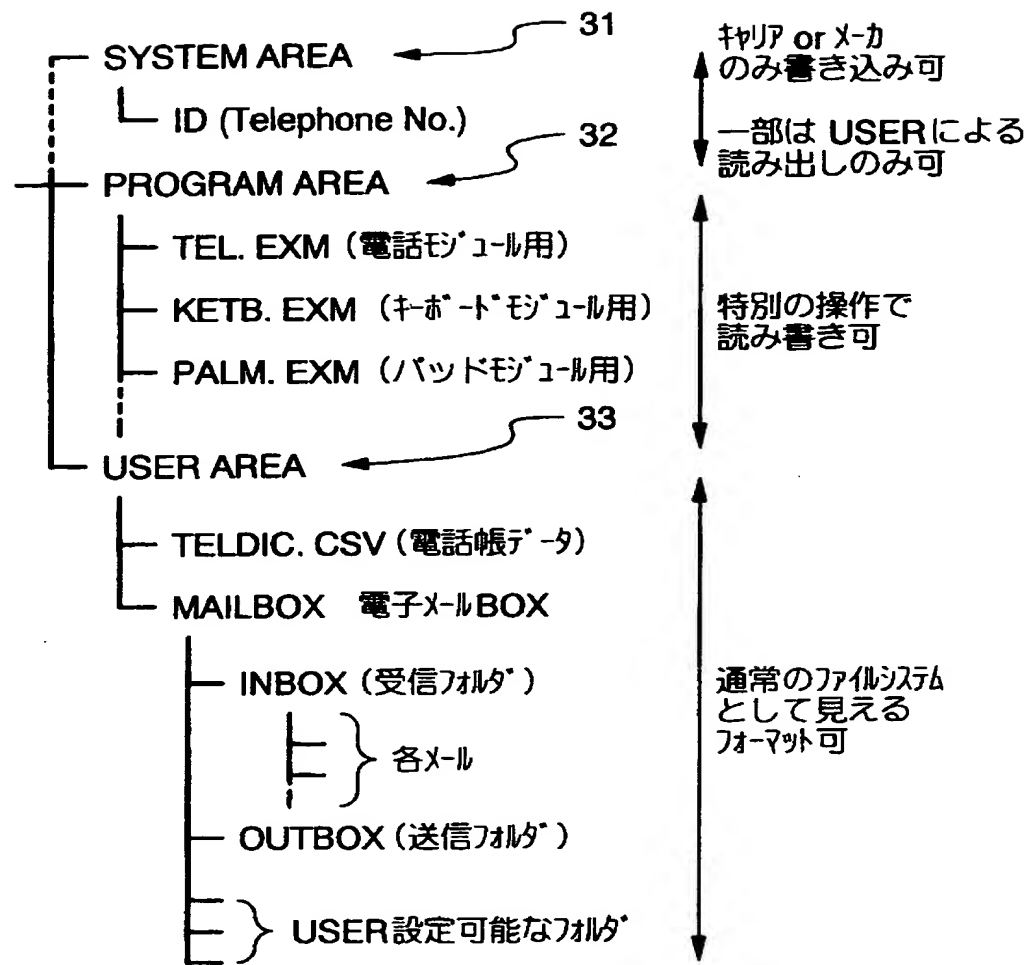 31
SYSTEM AREA
ID (Telephone No.)
32
PROGRAM AREA
TEL. EXM (電話モジュール用)
KETB. EXM (キーボードモジュール用)
PALM. EXM (パッドモジュール用)
33
USER AREA
TELDIC. CSV (電話帳データ)
MAILBOX 電子メールBOX
INBOX (受信フォルダ)
各メール
OUTBOX (送信フォルダ)
USER設定可能なフォルダ
キャリア or メーカ
のみ書き込み可
一部は USERによる
読み出しのみ可
特別の操作で
読み書き可
通常のファイルシステム
として見える
フォーマット可